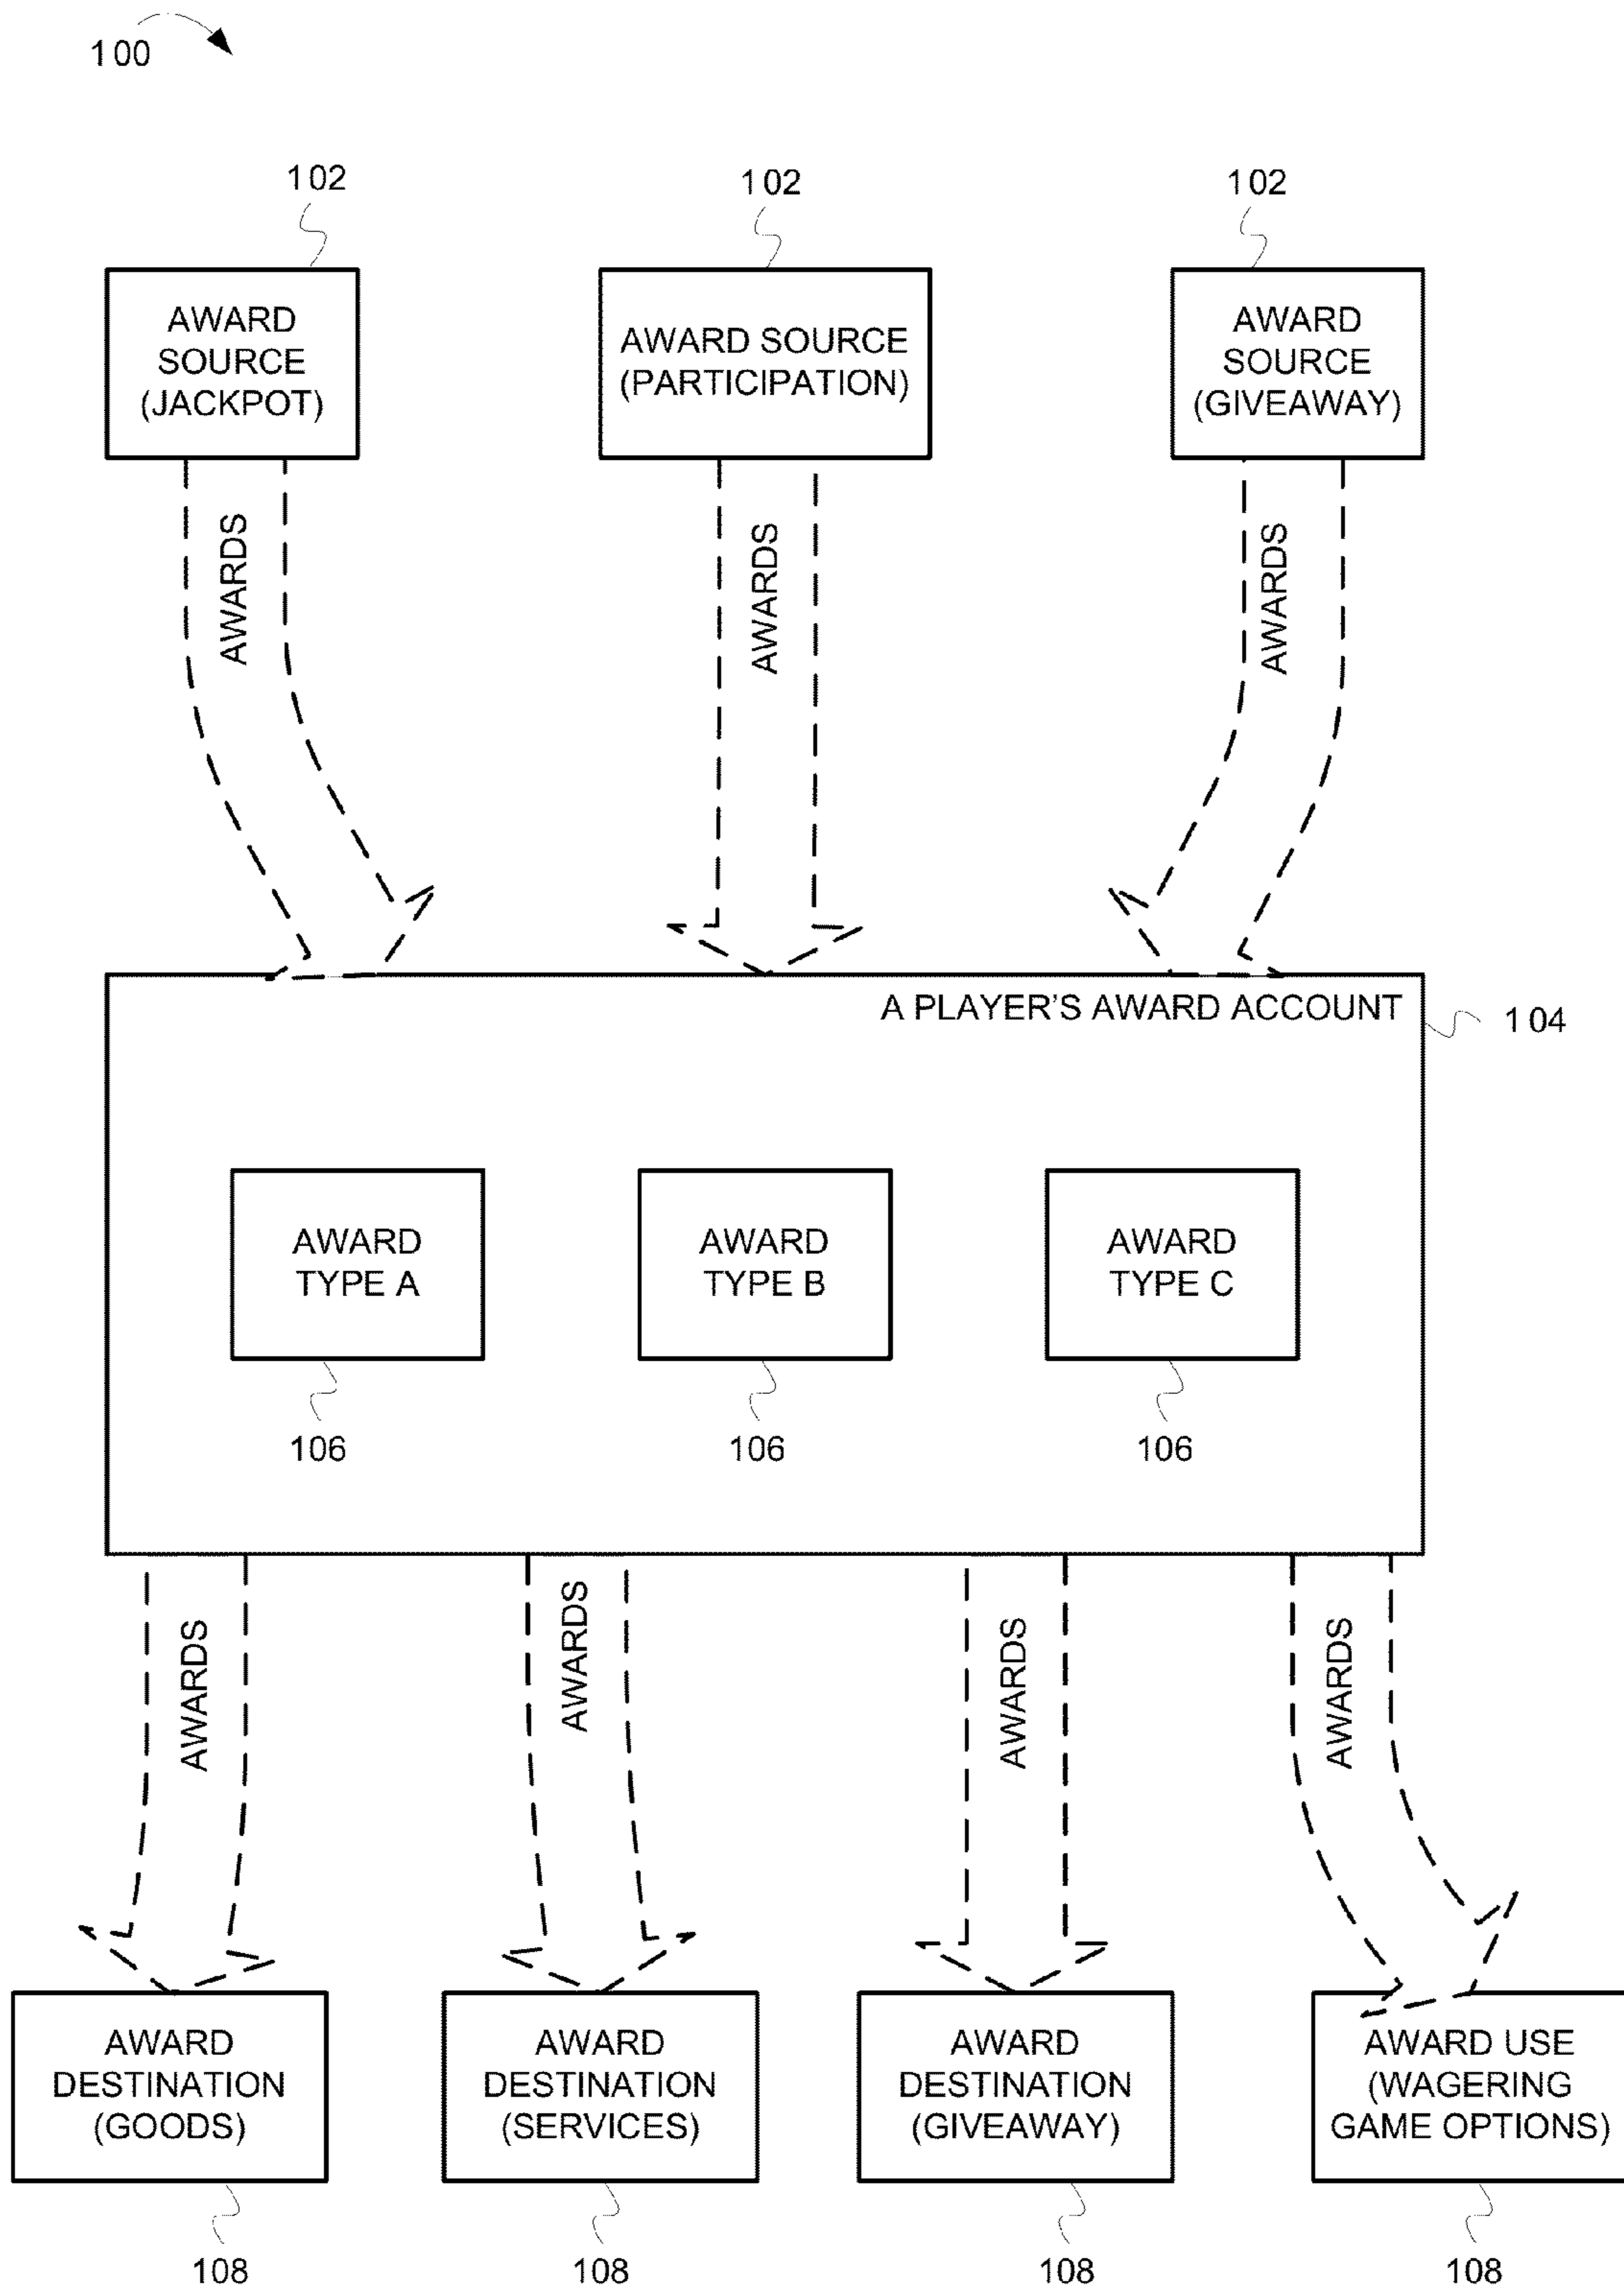 100
102
102
102
AWARD
SOURCE
(JACKPOT)
AWARD SOURCE
(PARTICIPATION)
AWARD
SOURCE
(GIVEAWAY)
AWARDS
AWARDS
AWARDS
A PLAYER'S AWARD ACCOUNT
104
AWARD
TYPE A
AWARD
TYPE B
AWARD
TYPE C
106
106
106
AWARDS
AWARDS
AWARDS
AWARDS
AWARD
DESTINATION
(GOODS)
AWARD
DESTINATION
(SERVICES)
AWARD
DESTINATION
(GIVEAWAY)
AWARD USE
(WAGERING
GAME OPTIONS)
108
108
108
108